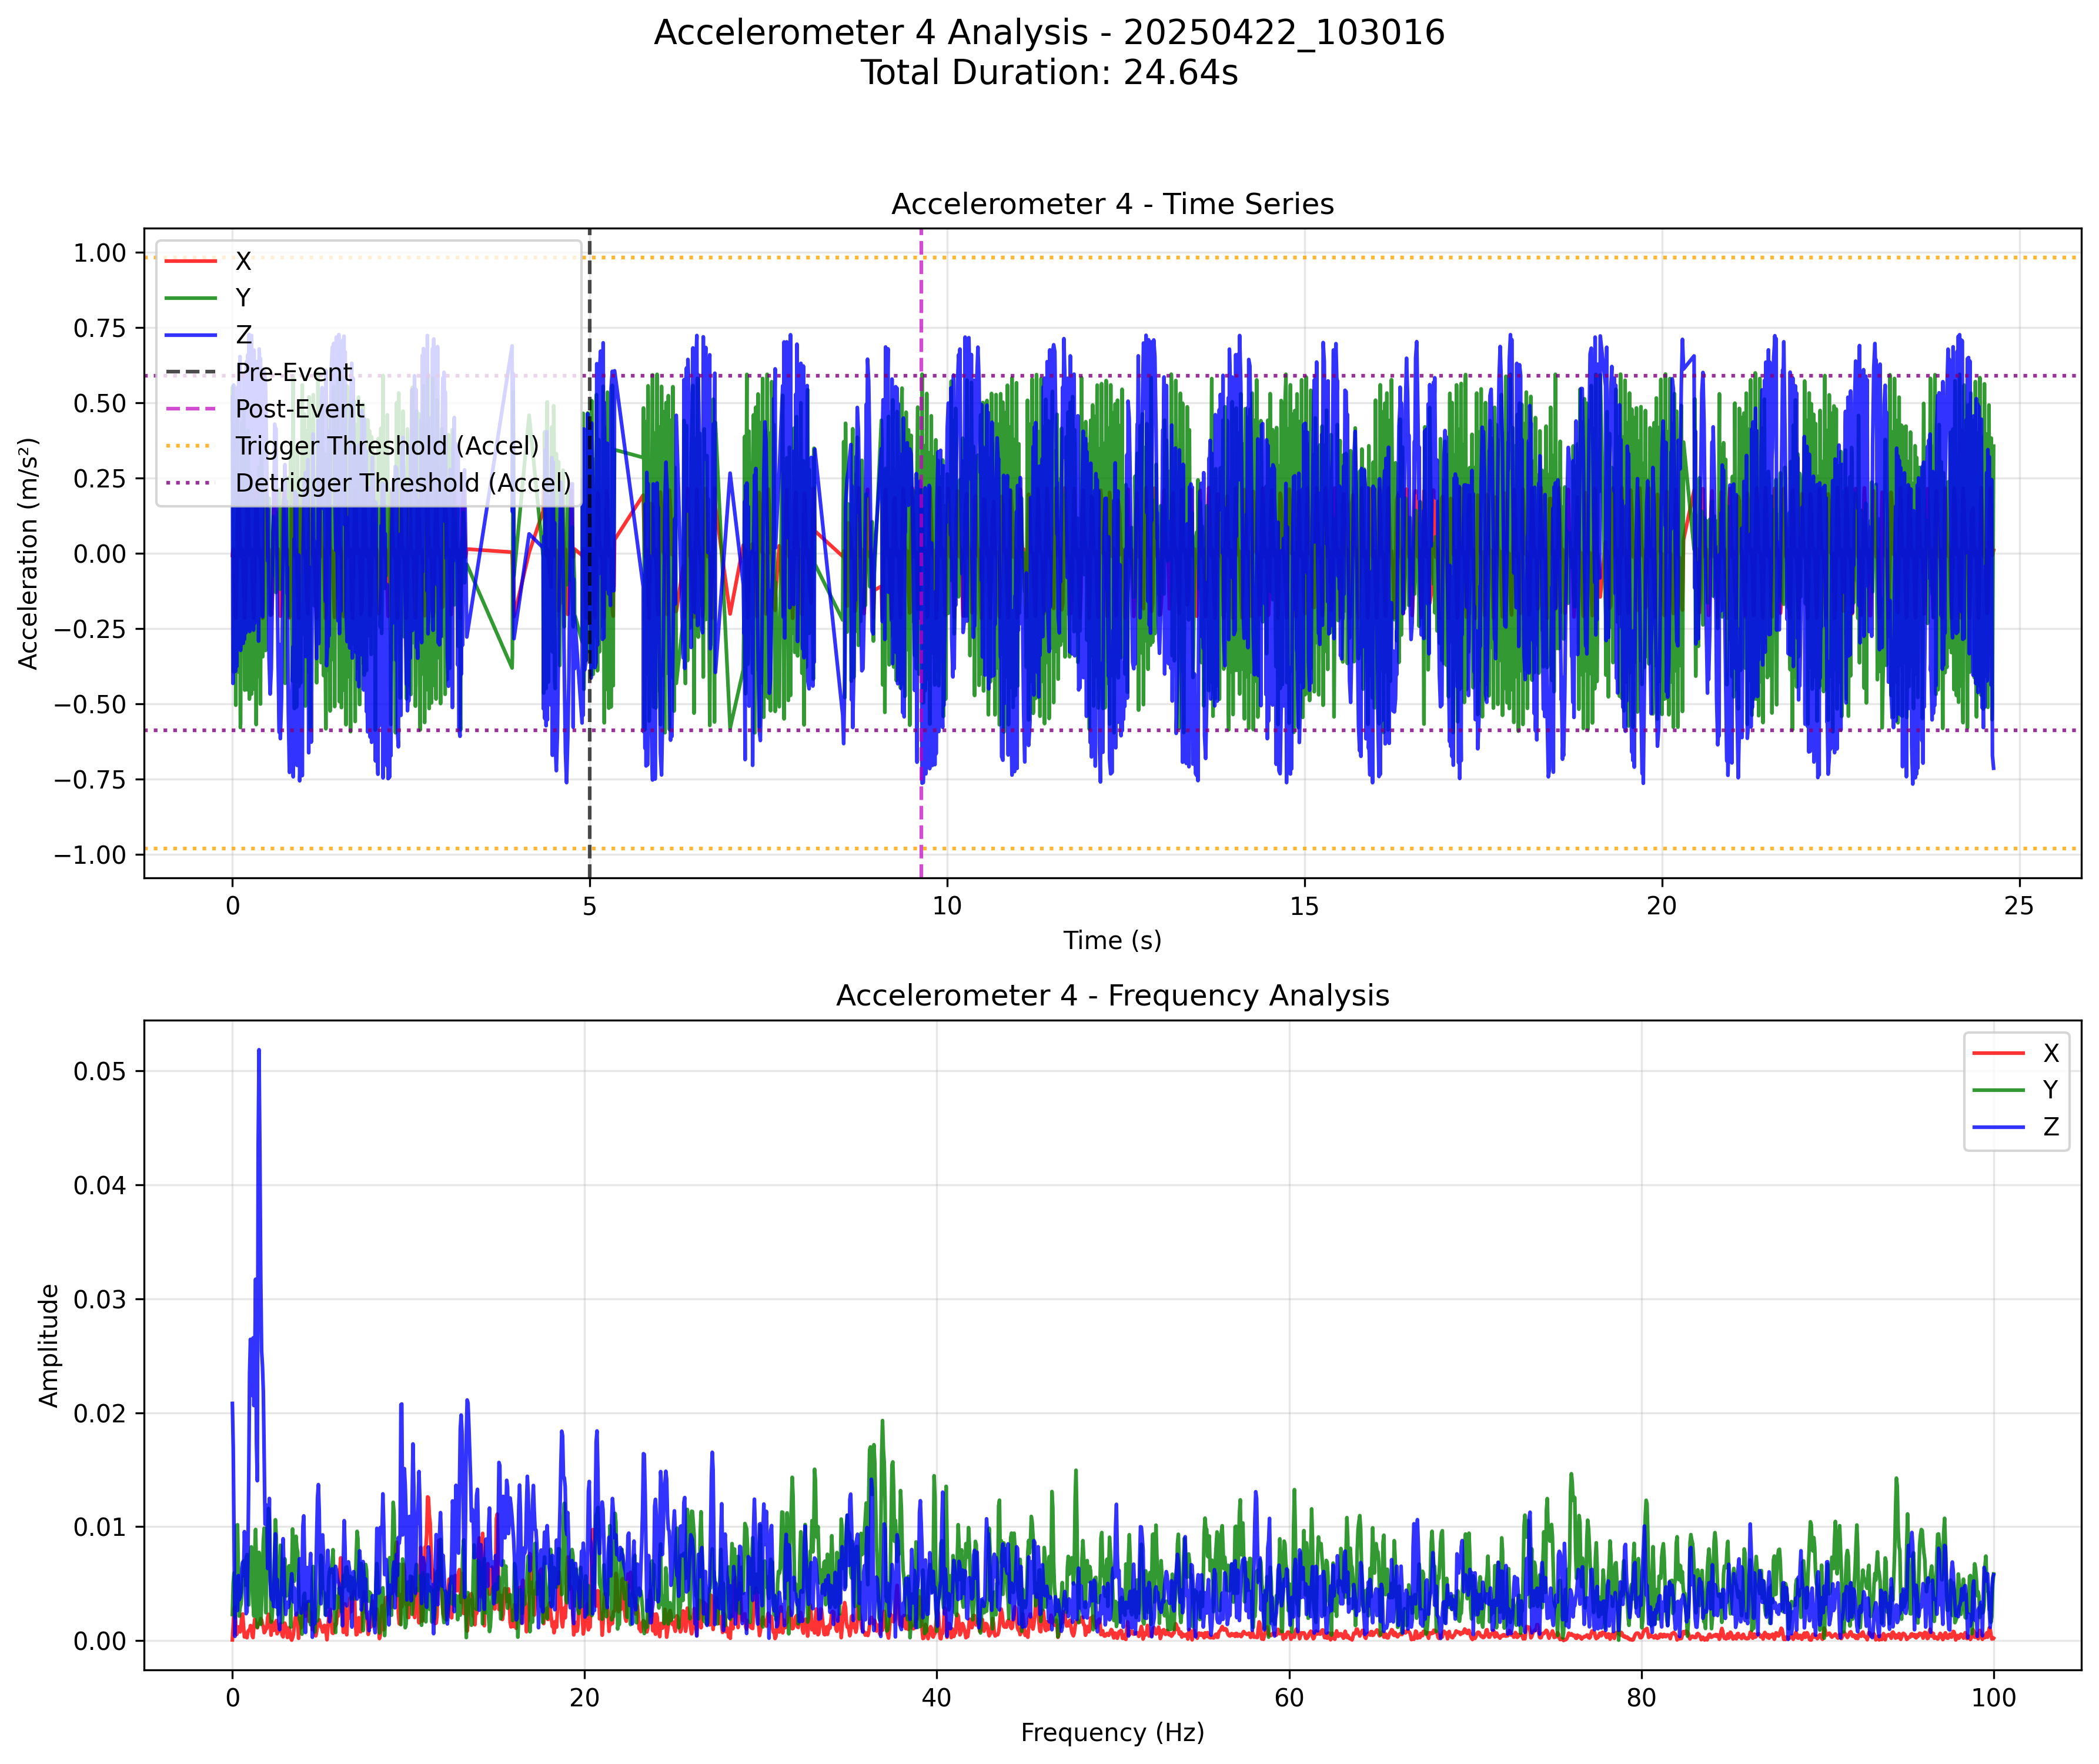 Accelerometer 4 Analysis - 20250422_103016
Total Duration: 24.64s
Accelerometer 4 - Time Series
X
Y
Z
Pre-Event
Post-Event
Trigger Threshold (Accel)
Detrigger Threshold (Accel)
1.00
0.75
0.50
0.25
0.00
−0.25
−0.50
−0.75
−1.00
Acceleration (m/s²)
0
5
10
15
20
25
Time (s)
Accelerometer 4 - Frequency Analysis
X
Y
Z
0.05
0.04
0.03
0.02
0.01
0.00
Amplitude
0
20
40
60
80
100
Frequency (Hz)